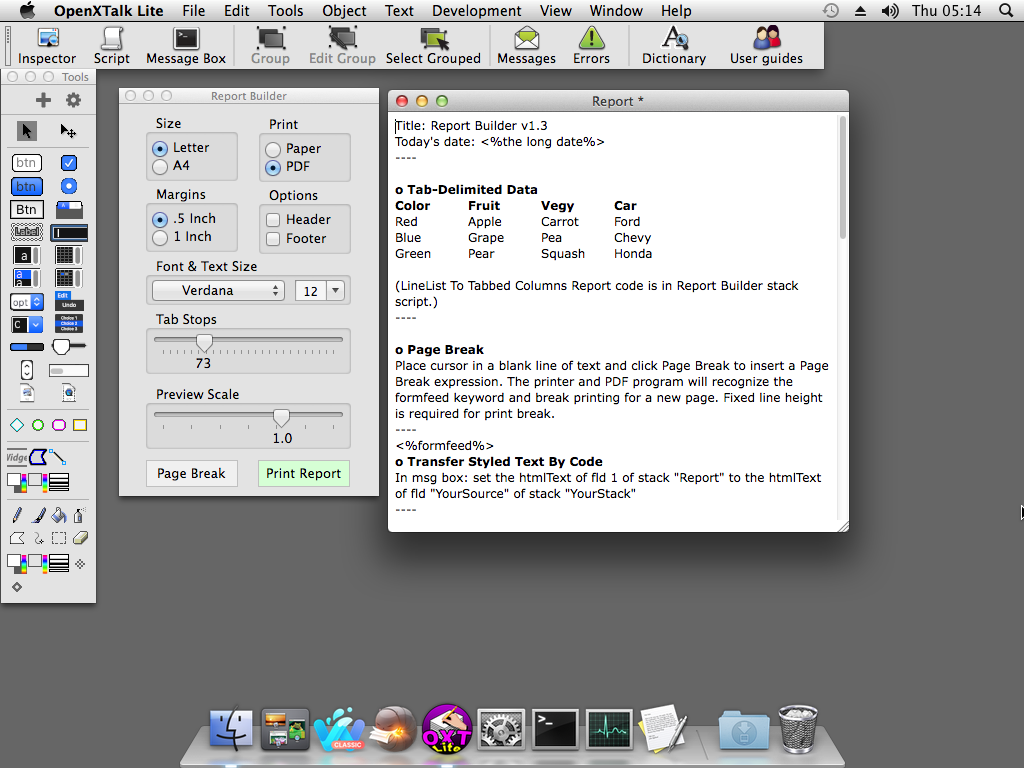 OpenXTalk Lite File Edit Tools Object Text Development View Window Help Thu 05:14
Inspector Script Message Box Group Edit Group Select Grouped Messages Errors Dictionary User guides
Tools
btn
btn
Btn
Label
a
a
a
opt
Edit
Undo
C
Choice 1
Choice 2
Choice 3
Widge
Report Builder
Size
Letter
A4
Print
Paper
PDF
Margins
.5 Inch
1 Inch
Options
Header
Footer
Font & Text Size
Verdana 12
Tab Stops
73
Preview Scale
1.0
Page Break Print Report
Report *
Title: Report Builder v1.3
Today's date: <%the long date%>
----
o Tab-Delimited Data
Color Fruit Vegy Car
Red Apple Carrot Ford
Blue Grape Pea Chevy
Green Pear Squash Honda
(LineList To Tabbed Columns Report code is in Report Builder stack
script.)
----
o Page Break
Place cursor in a blank line of text and click Page Break to insert a Page
Break expression. The printer and PDF program will recognize the
formfeed keyword and break printing for a new page. Fixed line height
is required for print break.
----
<%formfeed%>
o Transfer Styled Text By Code
In msg box: set the htmlText of fld 1 of stack "Report" to the htmlText
of fld "YourSource" of stack "YourStack"
----
CLASSIC
OXT
Lite